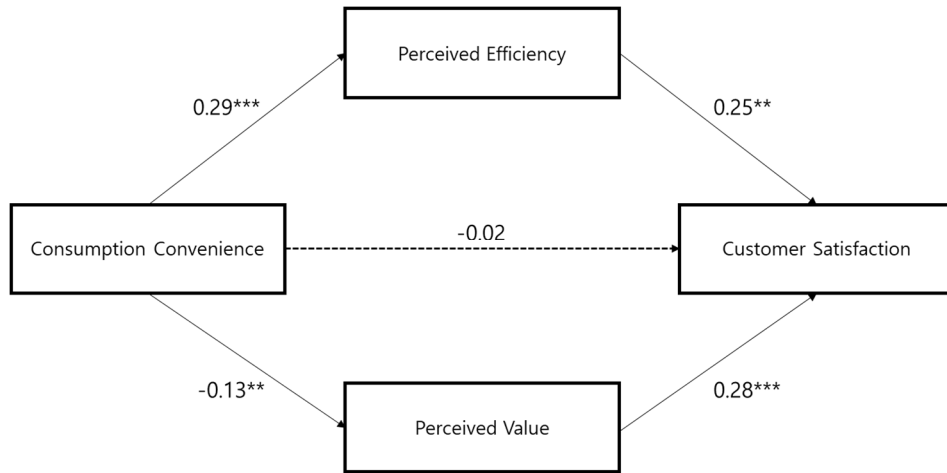 Perceived Efficiency
0.29***
0.25**
Consumption Convenience
-0.02
Customer Satisfaction
-0.13**
0.28***
Perceived Value